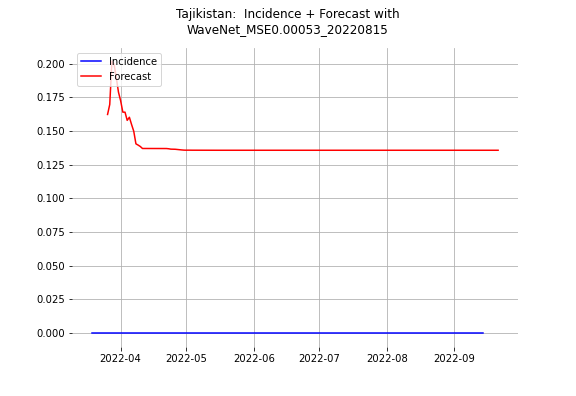 Tajikistan:  Incidence + Forecast with
WaveNet_MSE0.00053_20220815
Incidence
Forecast
0.200
0.175
0.150
0.125
0.100
0.075
0.050
0.025
0.000
2022-04 2022-05 2022-06 2022-07 2022-08 2022-09